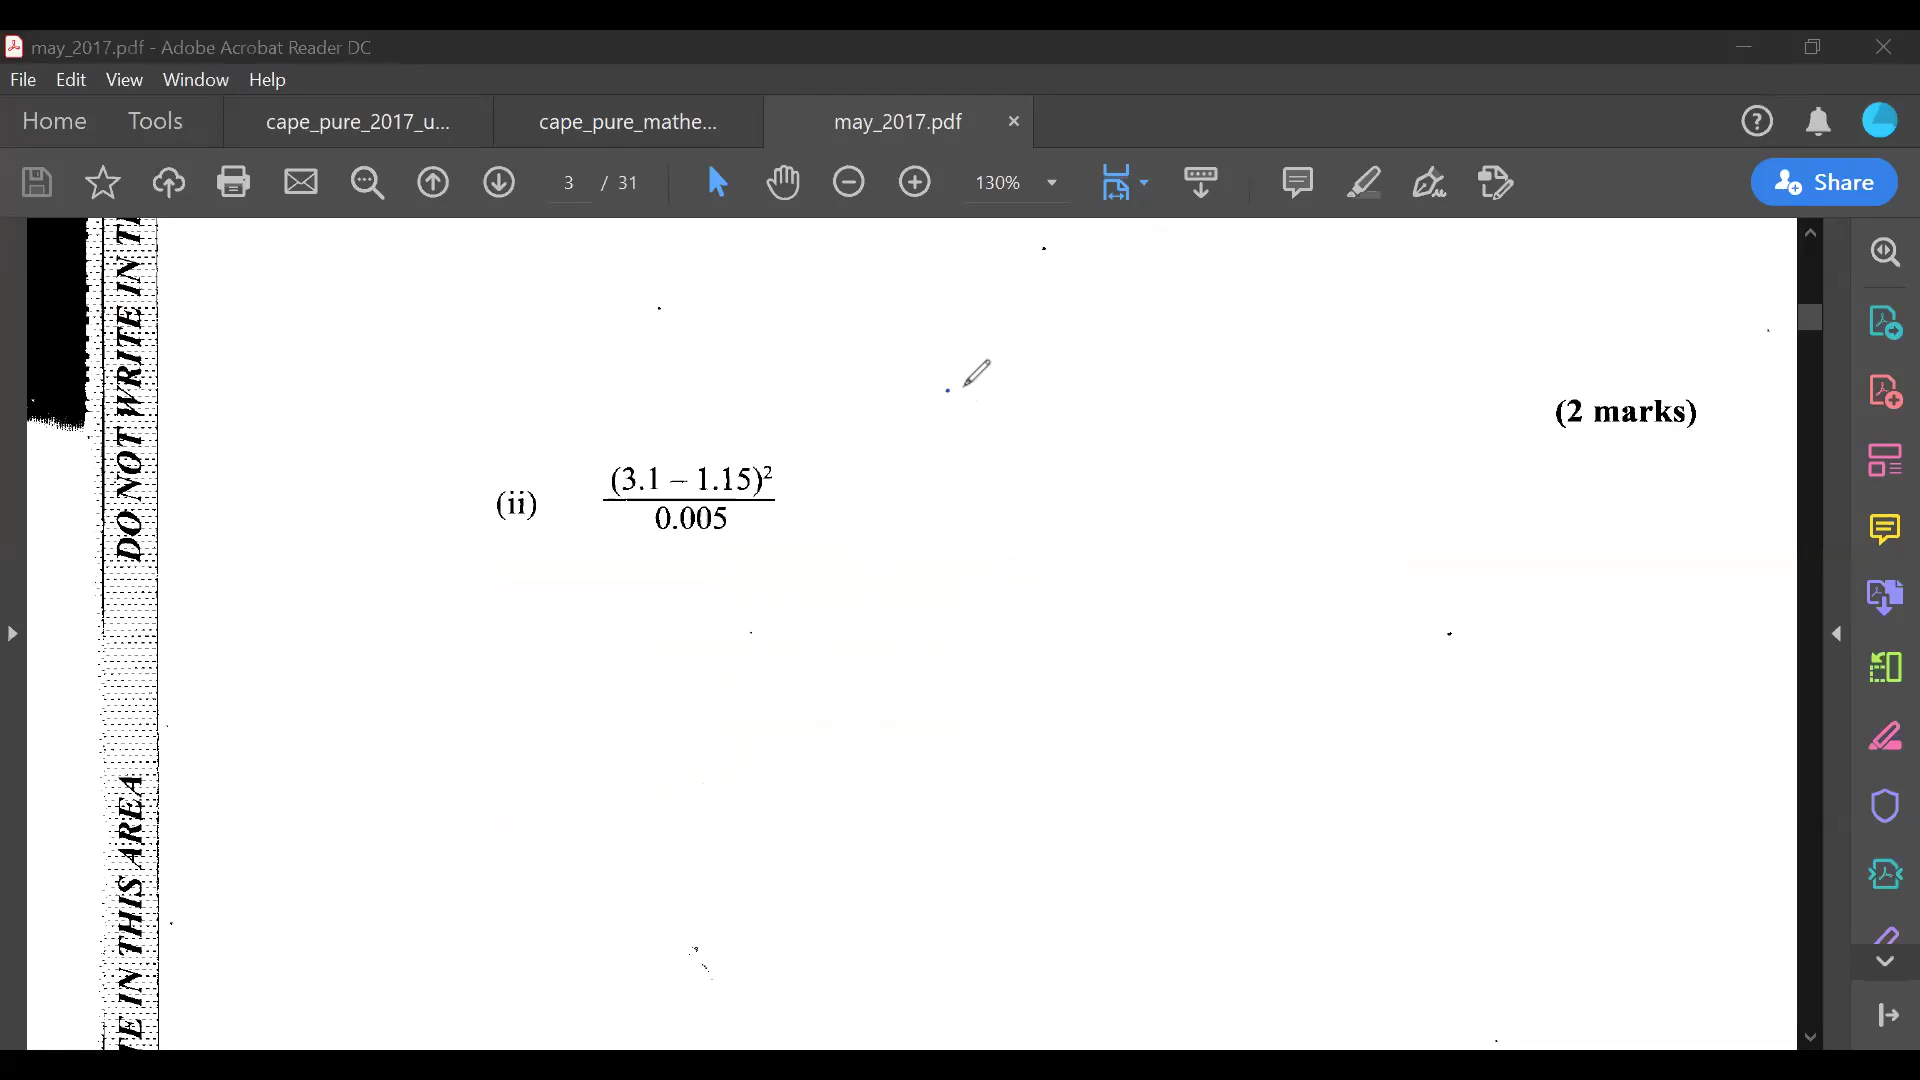 may_2017.pdf - Adobe Acrobat Reader DC
File Edit View Window Help
Home Tools cape_pure_2017_u... cape_pure_mathe... may_2017.pdf ×
3 / 31 130% Share
DO NOT WRITE IN
(2 marks)
(ii) (3.1 – 1.15)²
0.005
IN THIS AREA